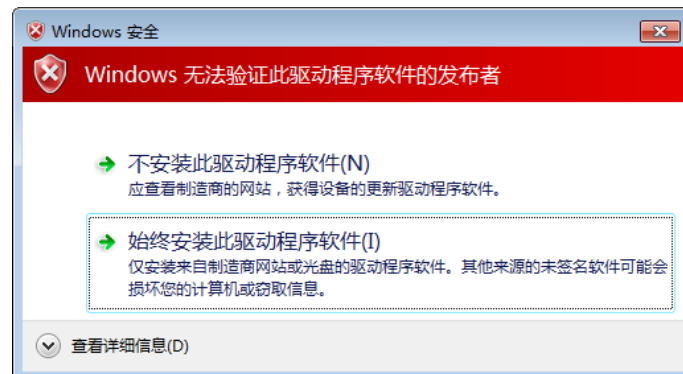 Windows 安全
Windows 无法验证此驱动程序软件的发布者
不安装此驱动程序软件(N)
应查看制造商的网站，获得设备的更新驱动程序软件。
始终安装此驱动程序软件(I)
仅安装来自制造商网站或光盘的驱动程序软件。其他来源的未签名软件可能会
损坏您的计算机或窃取信息。
查看详细信息(D)